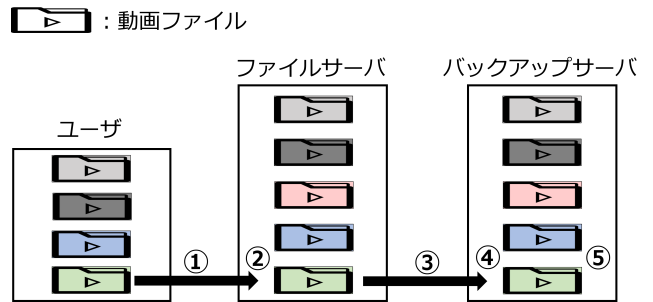 ：動画ファイル
ファイルサーバ
バックアップサーバ
ユーザ
① ② ③ ④ ⑤